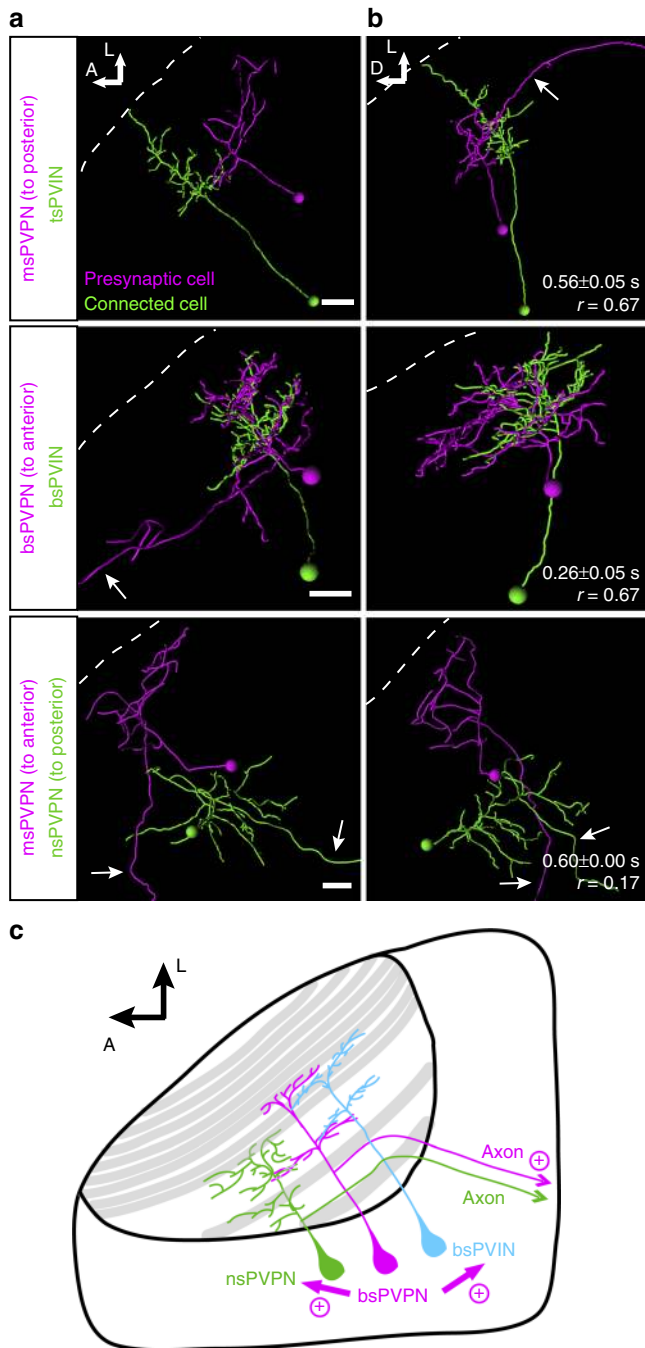 a
b
L
A
L
D
msPVPN (to posterior)
tsPVIN
Presynaptic cell
Connected cell
0.56±0.05 s
r = 0.67
bsPVPN (to anterior)
bsPVIN
0.26±0.05 s
r = 0.67
msPVPN (to anterior)
nsPVPN (to posterior)
0.60±0.00 s
r = 0.17
c
L
A
Axon +
Axon
bsPVIN
nsPVPN
bsPVPN
+
+